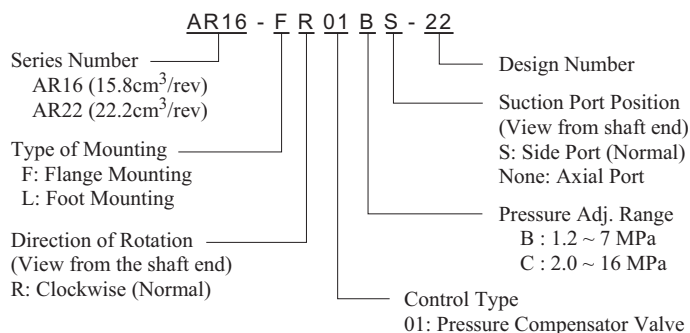 AR16 - F R 01 B S - 22
Series Number
AR16 (15.8cm³/rev)
AR22 (22.2cm³/rev)
Type of Mounting
F: Flange Mounting
L: Foot Mounting
Direction of Rotation
(View from the shaft end)
R: Clockwise (Normal)
Design Number
Suction Port Position
(View from shaft end)
S: Side Port (Normal)
None: Axial Port
Pressure Adj. Range
B : 1.2 ~ 7 MPa
C : 2.0 ~ 16 MPa
Control Type
01: Pressure Compensator Valve